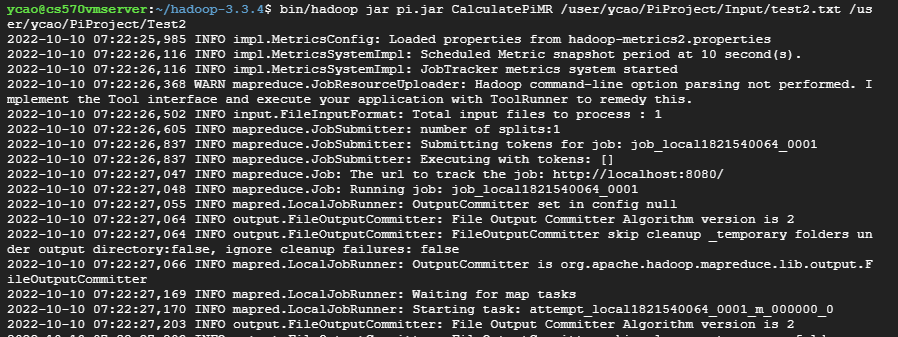 ycao@cs570vmserver:~/hadoop-3.3.4$ bin/hadoop jar pi.jar CalculatePiMR /user/ycao/PiProject/Input/test2.txt /us
er/ycao/PiProject/Test2
2022-10-10 07:22:25,985 INFO impl.MetricsConfig: Loaded properties from hadoop-metrics2.properties
2022-10-10 07:22:26,116 INFO impl.MetricsSystemImpl: Scheduled Metric snapshot period at 10 second(s).
2022-10-10 07:22:26,116 INFO impl.MetricsSystemImpl: JobTracker metrics system started
2022-10-10 07:22:26,368 WARN mapreduce.JobResourceUploader: Hadoop command-line option parsing not performed. I
mplement the Tool interface and execute your application with ToolRunner to remedy this.
2022-10-10 07:22:26,502 INFO input.FileInputFormat: Total input files to process : 1
2022-10-10 07:22:26,605 INFO mapreduce.JobSubmitter: number of splits:1
2022-10-10 07:22:26,837 INFO mapreduce.JobSubmitter: Submitting tokens for job: job_local1821540064_0001
2022-10-10 07:22:26,837 INFO mapreduce.JobSubmitter: Executing with tokens: []
2022-10-10 07:22:27,047 INFO mapreduce.Job: The url to track the job: http://localhost:8080/
2022-10-10 07:22:27,048 INFO mapreduce.Job: Running job: job_local1821540064_0001
2022-10-10 07:22:27,055 INFO mapred.LocalJobRunner: OutputCommitter set in config null
2022-10-10 07:22:27,064 INFO output.FileOutputCommitter: File Output Committer Algorithm version is 2
2022-10-10 07:22:27,064 INFO output.FileOutputCommitter: FileOutputCommitter skip cleanup _temporary folders un
der output directory:false, ignore cleanup failures: false
2022-10-10 07:22:27,066 INFO mapred.LocalJobRunner: OutputCommitter is org.apache.hadoop.mapreduce.lib.output.F
ileOutputCommitter
2022-10-10 07:22:27,169 INFO mapred.LocalJobRunner: Waiting for map tasks
2022-10-10 07:22:27,170 INFO mapred.LocalJobRunner: Starting task: attempt_local1821540064_0001_m_000000_0
2022-10-10 07:22:27,203 INFO output.FileOutputCommitter: File Output Committer Algorithm version is 2